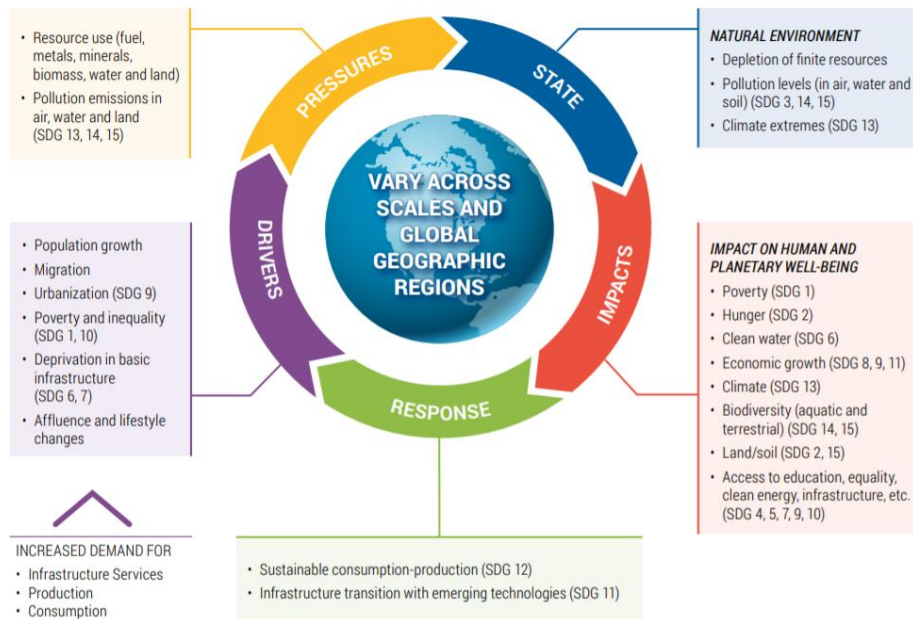 • Resource use (fuel,
metals, minerals,
biomass, water and land)
• Pollution emissions in
air, water and land
(SDG 13, 14, 15)
PRESSURES
STATE
NATURAL ENVIRONMENT
• Depletion of finite resources
• Pollution levels (in air, water and
soil) (SDG 3, 14, 15)
• Climate extremes (SDG 13)
VARY ACROSS
SCALES AND
GLOBAL
GEOGRAPHIC
REGIONS
DRIVERS
• Population growth
• Migration
• Urbanization (SDG 9)
• Poverty and inequality
(SDG 1, 10)
• Deprivation in basic
infrastructure
(SDG 6, 7)
• Affluence and lifestyle
changes
IMPACTS
IMPACT ON HUMAN AND
PLANETARY WELL-BEING
• Poverty (SDG 1)
• Hunger (SDG 2)
• Clean water (SDG 6)
• Economic growth (SDG 8, 9, 11)
• Climate (SDG 13)
• Biodiversity (aquatic and
terrestrial) (SDG 14, 15)
• Land/soil (SDG 2, 15)
• Access to education, equality,
clean energy, infrastructure, etc.
(SDG 4, 5, 7, 9, 10)
RESPONSE
INCREASED DEMAND FOR
• Infrastructure Services
• Production
• Consumption
• Sustainable consumption-production (SDG 12)
• Infrastructure transition with emerging technologies (SDG 11)